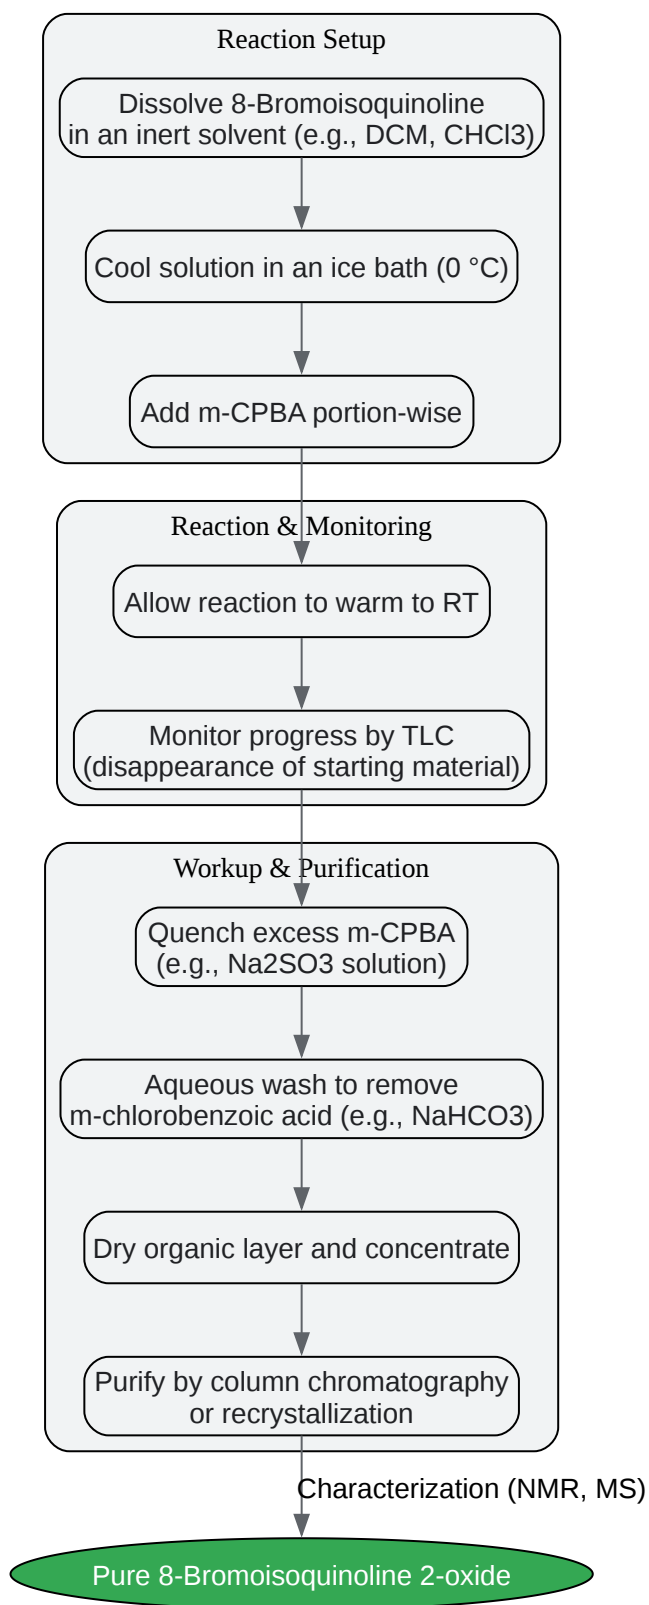 Reaction Setup
Dissolve 8-Bromoisoquinoline
in an inert solvent (e.g., DCM, CHCl3)
Cool solution in an ice bath (0 °C)
Add m-CPBA portion-wise
Reaction & Monitoring
Allow reaction to warm to RT
Monitor progress by TLC
(disappearance of starting material)
Workup & Purification
Quench excess m-CPBA
(e.g., Na2SO3 solution)
Aqueous wash to remove
m-chlorobenzoic acid (e.g., NaHCO3)
Dry organic layer and concentrate
Purify by column chromatography
or recrystallization
Characterization (NMR, MS)
Pure 8-Bromoisoquinoline 2-oxide